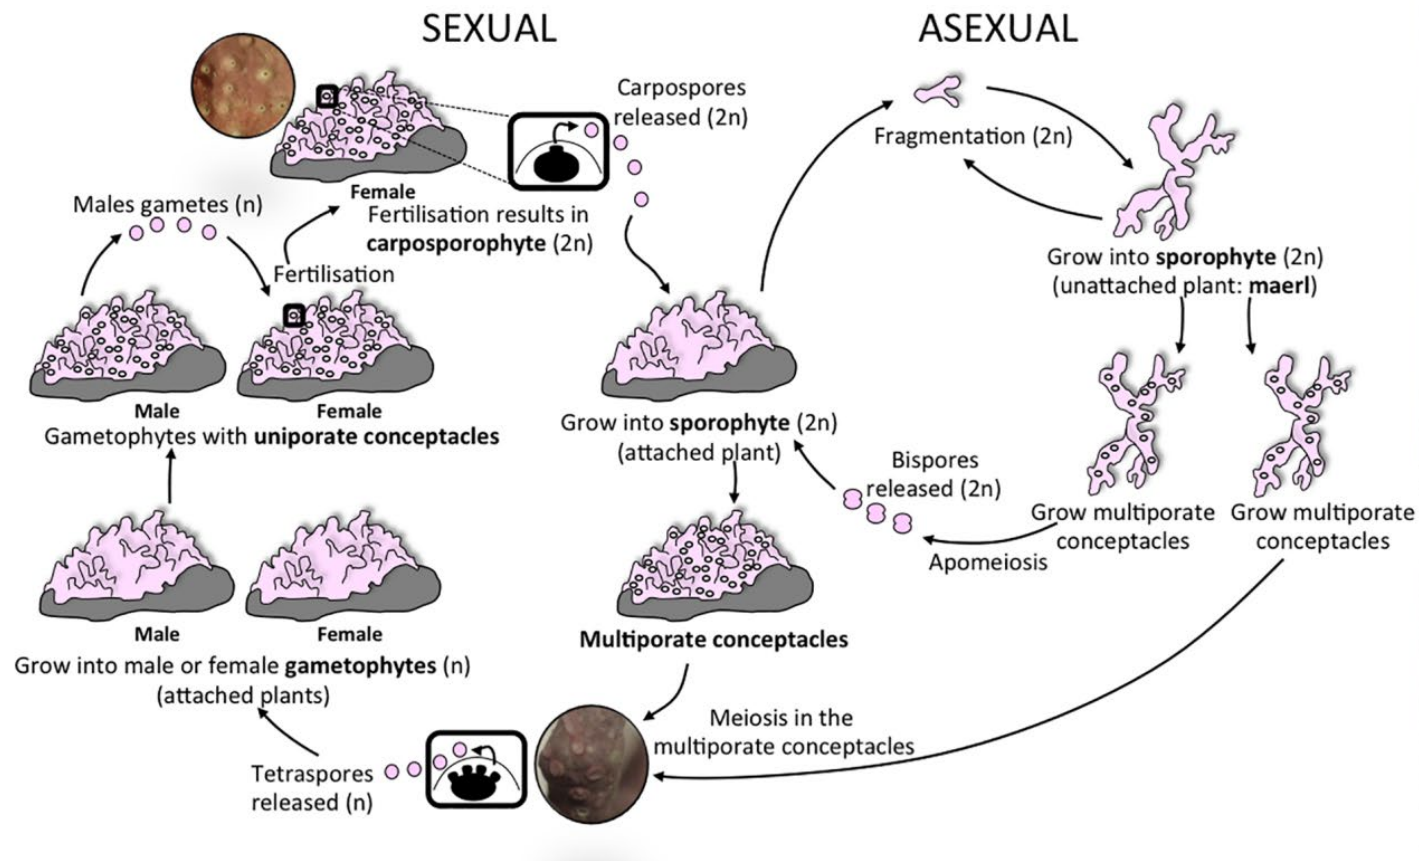 SEXUAL
ASEXUAL
Carpospores
released (2n)
Fragmentation (2n)
Female
Fertilisation results in
carposporophyte (2n)
Males gametes (n)
Fertilisation
Grow into sporophyte (2n)
(unattached plant: maerl)
Male
Female
Gametophytes with uniporate conceptacles
Grow into sporophyte (2n)
(attached plant)
Bispores
released (2n)
Grow multiporate
conceptacles
Grow multiporate
conceptacles
Apomeiosis
Male
Female
Grow into male or female gametophytes (n)
(attached plants)
Multiporate conceptacles
Meiosis in the
multiporate conceptacles
Tetraspores
released (n)